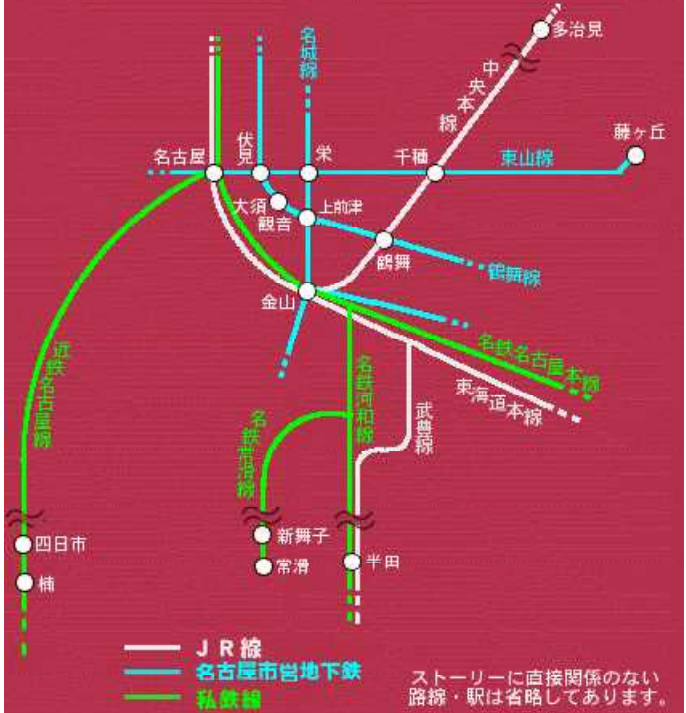 多治見
中央本線
名城線
藤ヶ丘
名古屋
伏見
栄
千種
東山線
大須
観音
上前津
鶴舞
鶴舞線
金山
近鉄名古屋線
名鉄名古屋本線
東海道本線
名鉄河和線
武豊線
名鉄常滑線
四日市
楠
新舞子
常滑
半田
JR線
名古屋市営地下鉄
私鉄線
ストーリーに直接関係のない
路線・駅は省略してあります。